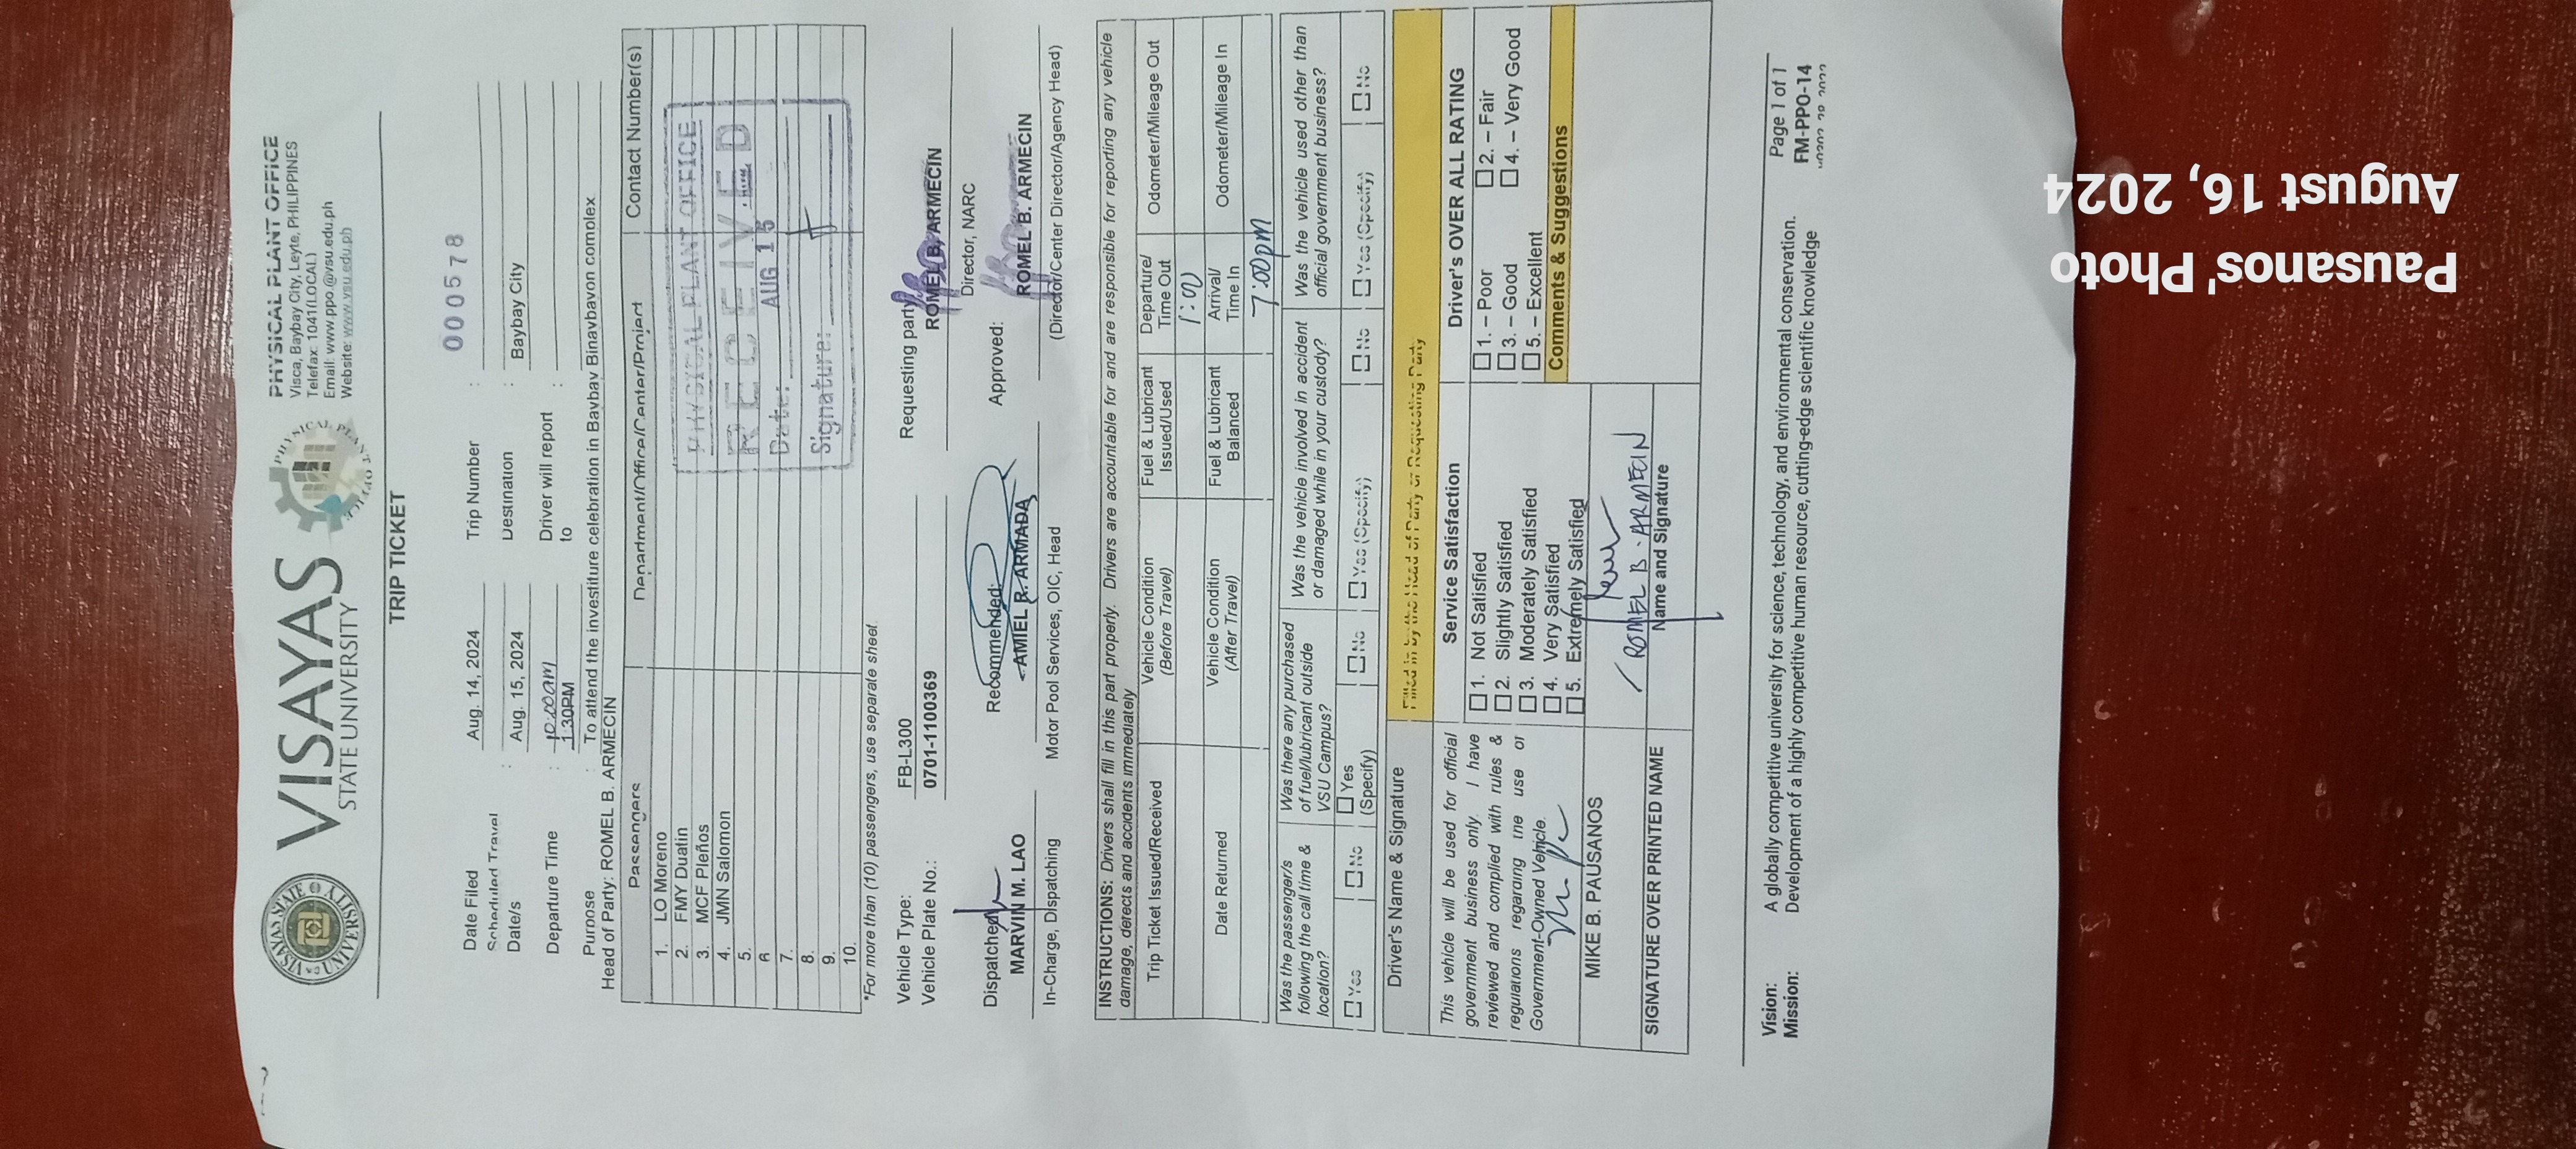 VISAYAS
STATE UNIVERSITY
PHYSICAL PLANT OFFICE
Visca, Baybay City, Leyte, PHILIPPINES
Telefax: 1041(LOCAL)
Email: www.ppo@vsu.edu.ph
Website: www.vsu.edu.ph
TRIP TICKET
000578
Date Filed Aug. 14, 2024 Trip Number :
Scheduled Travel Date/s : Aug. 15, 2024 Destination : Baybay City
Departure Time : 10:00am 1:30PM Driver will report to :
Purpose : To attend the investiture celebration in Baybay Binaybayon complex
Head of Party: ROMEL B. ARMECIN
Passengers Department/Office/Center/Project Contact Number(s)
1. LO Moreno
2. FMY Duatin
3. MCF Pleños
4. JMN Salomon
5.
6
7.
8.
9.
10.
PHYSICAL PLANT OFFICE
RECEIVED
Date: AUG 15
Signature:
*For more than (10) passengers, use separate sheet
Vehicle Type: FB-L300
Vehicle Plate No.: 0701-1100369
Requesting party
ROMEL B. ARMECIN
Director, NARC
Dispatched
MARVIN M. LAO
In-Charge, Dispatching
Recommended:
AMIEL R. ARMADA
Motor Pool Services, OIC, Head
Approved:
ROMEL B. ARMECIN
(Director/Center Director/Agency Head)
INSTRUCTIONS: Drivers shall fill in this part properly. Drivers are accountable for and are responsible for reporting any vehicle
damage, derects and accidents immediately
Trip Ticket Issued/Received Vehicle Condition (Before Travel) Fuel & Lubricant Issued/Used Departure/ Time Out Odometer/Mileage Out
1:00
Date Returned Vehicle Condition (After Travel) Fuel & Lubricant Balanced Arrival/ Time In Odometer/Mileage In
7:00pm
Was the passenger/s following the call time & location?
☐ Yes ☐ No
Was there any purchased of fuel/lubricant outside VSU Campus?
☐ Yes (Specify) ☐ No
Was the vehicle involved in accident or damaged while in your custody?
☐ Yes (Specify) ☐ No
Was the vehicle used other than official government business?
☐ Yes (Specify) ☐ No
Driver's Name & Signature
Filled in by the Head of Party or Requesting Party
This vehicle will be used for official
government business only. I have
reviewed and complied with rules &
regulations regarding the use of
Government-Owned Vehicle.
MIKE B. PAUSANOS
SIGNATURE OVER PRINTED NAME
Service Satisfaction
☐ 1. Not Satisfied
☐ 2. Slightly Satisfied
☐ 3. Moderately Satisfied
☐ 4. Very Satisfied
☐ 5. Extremely Satisfied
ROMEL B. ARMECIN
Name and Signature
Driver's OVER ALL RATING
☐ 1. – Poor ☐ 2. – Fair
☐ 3. – Good ☐ 4. – Very Good
☐ 5. – Excellent
Comments & Suggestions
Vision: A globally competitive university for science, technology, and environmental conservation.
Mission: Development of a highly competitive human resource, cutting-edge scientific knowledge
Page 1 of 1
FM-PPO-14
Pausanos' Photo
August 16, 2024